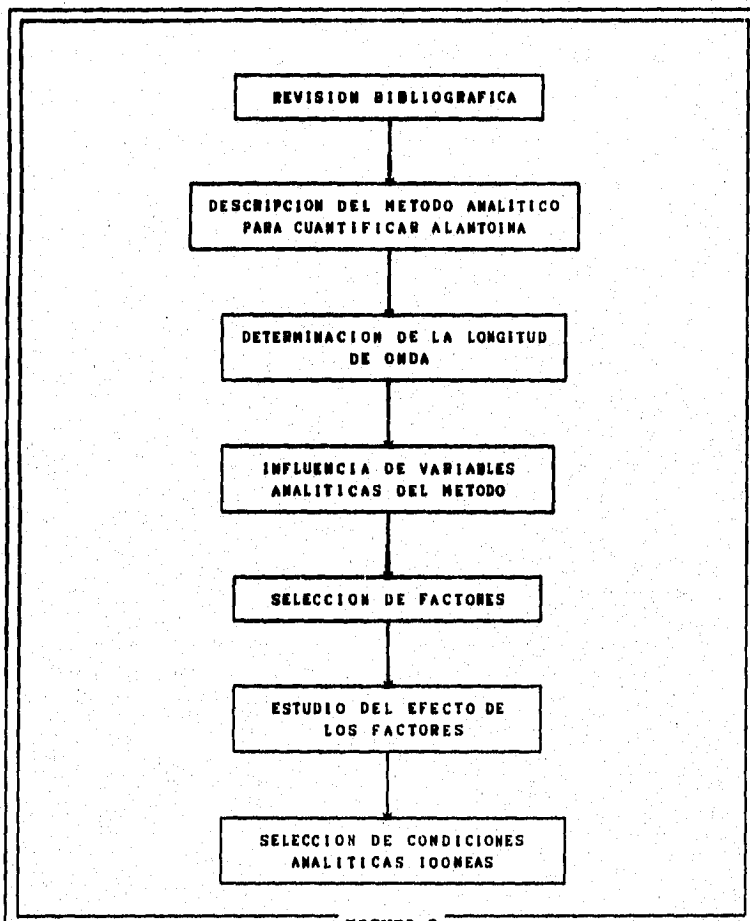 REVISION BIBLIOGRAFICA
DESCRIPCION DEL METODO ANALITICO
PARA CUANTIFICAR ALANTOINA
DETERMINACION DE LA LONGITUD
DE ONDA
INFLUENCIA DE VARIABLES
ANALITICAS DEL METODO
SELECCION DE FACTORES
ESTUDIO DEL EFECTO DE
LOS FACTORES
SELECCION DE CONDICIONES
ANALITICAS IDONEAS